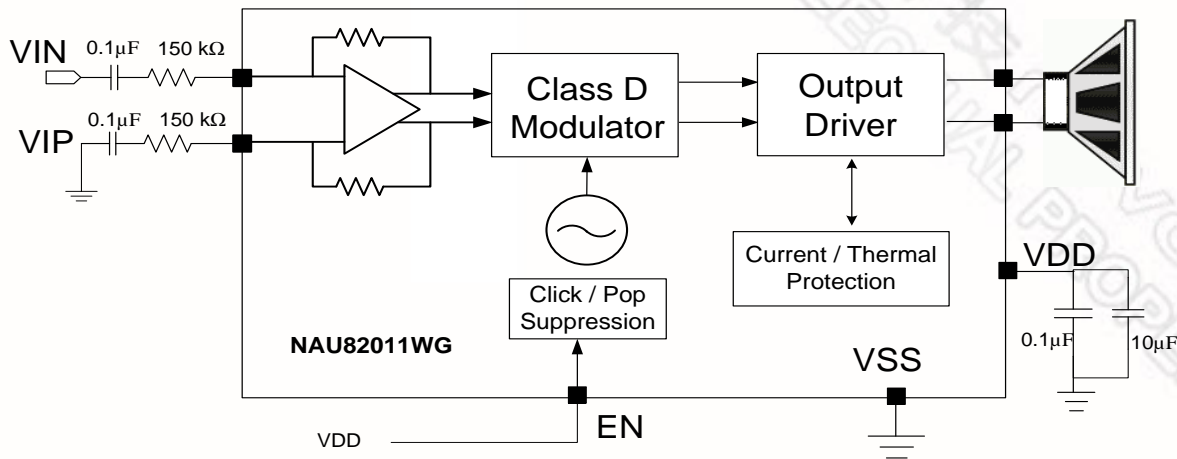 VIN
0.1µF
150 kΩ
VIP
0.1µF
150 kΩ
Class D
Modulator
Output
Driver
Current / Thermal
Protection
Click / Pop
Suppression
NAU82011WG
VDD
0.1µF
10µF
VSS
EN
VDD